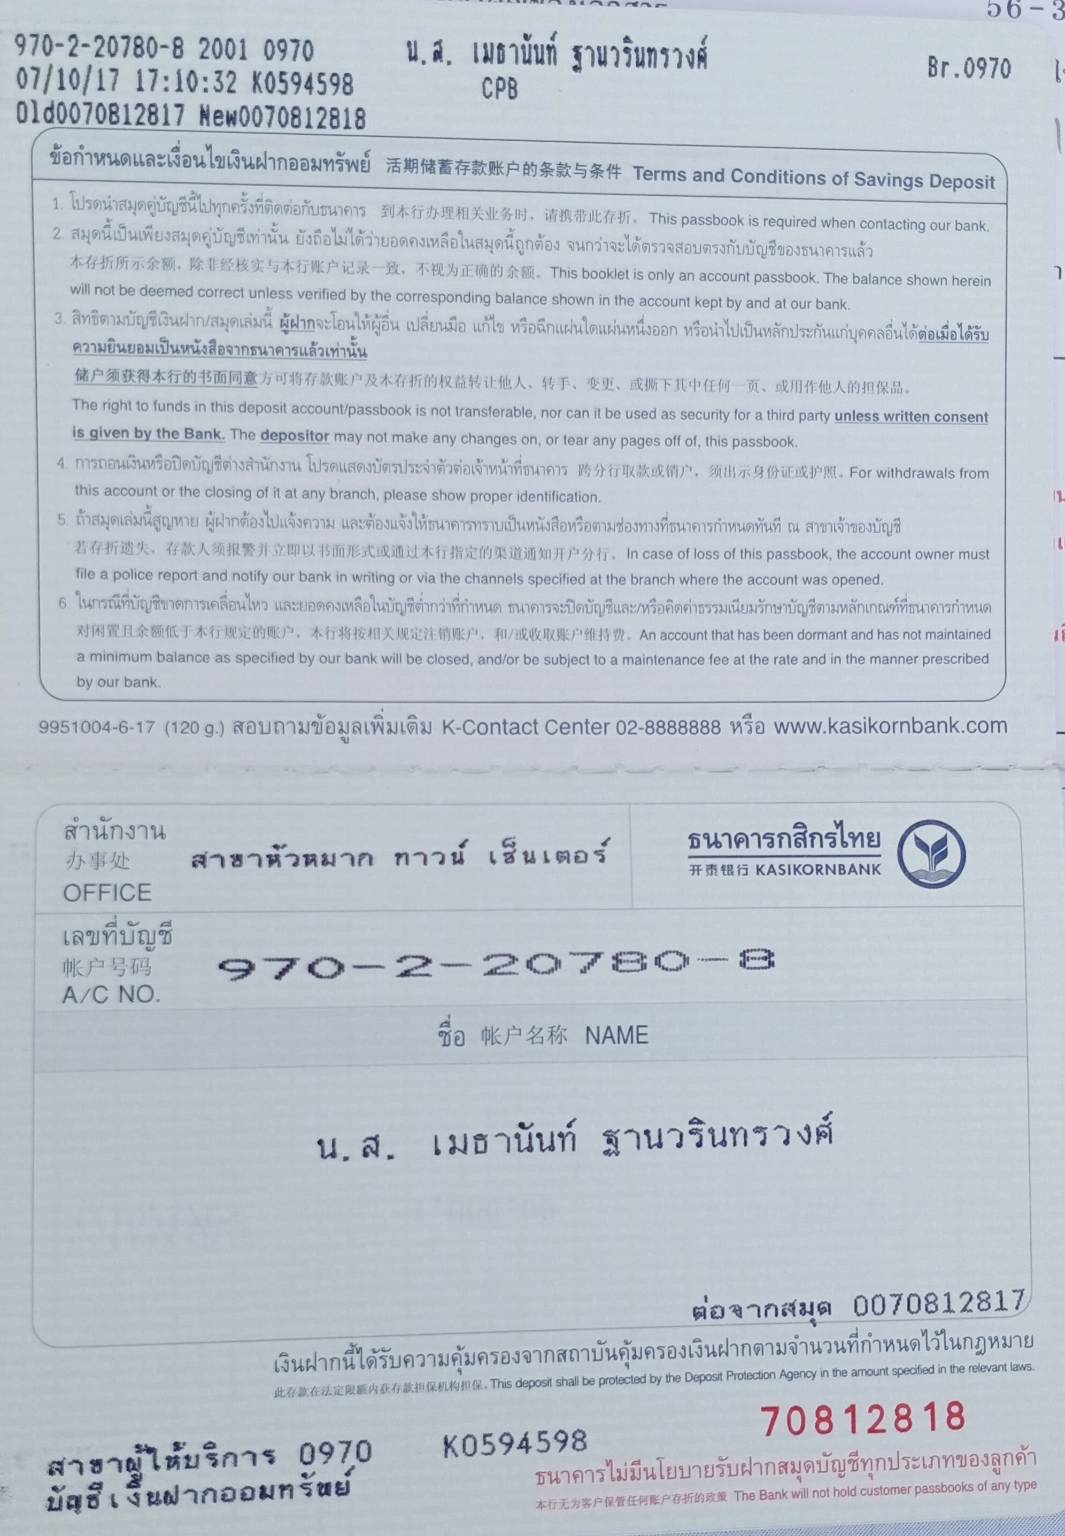 56-3
970-2-20780-8 2001 0970
น.ส. เมธานันท์ ฐานวรินทรวงศ์
Br.0970
07/10/17 17:10:32 K0594598
CPB
Old0070812817 New0070812818
ข้อกำหนดและเงื่อนไขเงินฝากออมทรัพย์ 活期储蓄存款账户的条款与条件 Terms and Conditions of Savings Deposit
1. โปรดนำสมุดคู่บัญชีนี้ไปทุกครั้งที่ติดต่อกับธนาคาร 到本行办理相关业务时，请携带此存折。This passbook is required when contacting our bank.
2. สมุดนี้เป็นเพียงสมุดคู่บัญชีเท่านั้น ยังถือไม่ได้ว่ายอดคงเหลือในสมุดนี้ถูกต้อง จนกว่าจะได้ตรวจสอบตรงกับบัญชีของธนาคารแล้ว
本存折所示余额，除非经核实与本行账户记录一致，不视为正确的余额。This booklet is only an account passbook. The balance shown herein
will not be deemed correct unless verified by the corresponding balance shown in the account kept by and at our bank.
3. สิทธิตามบัญชีเงินฝาก/สมุดเล่มนี้ ผู้ฝากจะโอนให้ผู้อื่น เปลี่ยนมือ แก้ไข หรือฉีกแผ่นใดแผ่นหนึ่งออก หรือนำไปเป็นหลักประกันแก่บุคคลอื่นได้ต่อเมื่อได้รับ
ความยินยอมเป็นหนังสือจากธนาคารแล้วเท่านั้น
储户须获得本行的书面同意方可将存款账户及本存折的权益转让他人、转手、变更、或撕下其中任何一页、或用作他人的担保品。
The right to funds in this deposit account/passbook is not transferable, nor can it be used as security for a third party unless written consent
is given by the Bank. The depositor may not make any changes on, or tear any pages off of, this passbook.
4. การถอนเงินหรือปิดบัญชีต่างสำนักงาน โปรดแสดงบัตรประจำตัวต่อเจ้าหน้าที่ธนาคาร 跨分行取款或销户，须出示身份证或护照。For withdrawals from
this account or the closing of it at any branch, please show proper identification.
5. ถ้าสมุดเล่มนี้สูญหาย ผู้ฝากต้องไปแจ้งความ และต้องแจ้งให้ธนาคารทราบเป็นหนังสือหรือตามช่องทางที่ธนาคารกำหนดทันที ณ สาขาเจ้าของบัญชี
若存折遗失，存款人须报警并立即以书面形式或通过本行指定的渠道通知开户分行。In case of loss of this passbook, the account owner must
file a police report and notify our bank in writing or via the channels specified at the branch where the account was opened.
6. ในกรณีที่บัญชีขาดการเคลื่อนไหว และยอดคงเหลือในบัญชีต่ำกว่าที่กำหนด ธนาคารจะปิดบัญชีและ/หรือคิดค่าธรรมเนียมรักษาบัญชีตามหลักเกณฑ์ที่ธนาคารกำหนด
对闲置且余额低于本行规定的账户，本行将按相关规定注销账户，和/或收取账户维持费。An account that has been dormant and has not maintained
a minimum balance as specified by our bank will be closed, and/or be subject to a maintenance fee at the rate and in the manner prescribed
by our bank.
9951004-6-17 (120 g.) สอบถามข้อมูลเพิ่มเติม K-Contact Center 02-8888888 หรือ www.kasikornbank.com
สำนักงาน
办事处
OFFICE
สาขาหัวหมาก ทาวน์ เซ็นเตอร์
ธนาคารกสิกรไทย
开泰银行 KASIKORNBANK
เลขที่บัญชี
帐户号码
A/C NO.
970-2-20780-8
ชื่อ 帐户名称 NAME
น.ส. เมธานันท์ ฐานวรินทรวงศ์
ต่อจากสมุด 0070812817
เงินฝากนี้ได้รับความคุ้มครองจากสถาบันคุ้มครองเงินฝากตามจำนวนที่กำหนดไว้ในกฎหมาย
此存款在法定限额内获存款担保机构担保。This deposit shall be protected by the Deposit Protection Agency in the amount specified in the relevant laws.
70812818
สาขาผู้ให้บริการ 0970 K0594598
บัญชีเงินฝากออมทรัพย์
ธนาคารไม่มีนโยบายรับฝากสมุดบัญชีทุกประเภทของลูกค้า
本行无为客户保管任何账户存折的政策 The Bank will not hold customer passbooks of any type